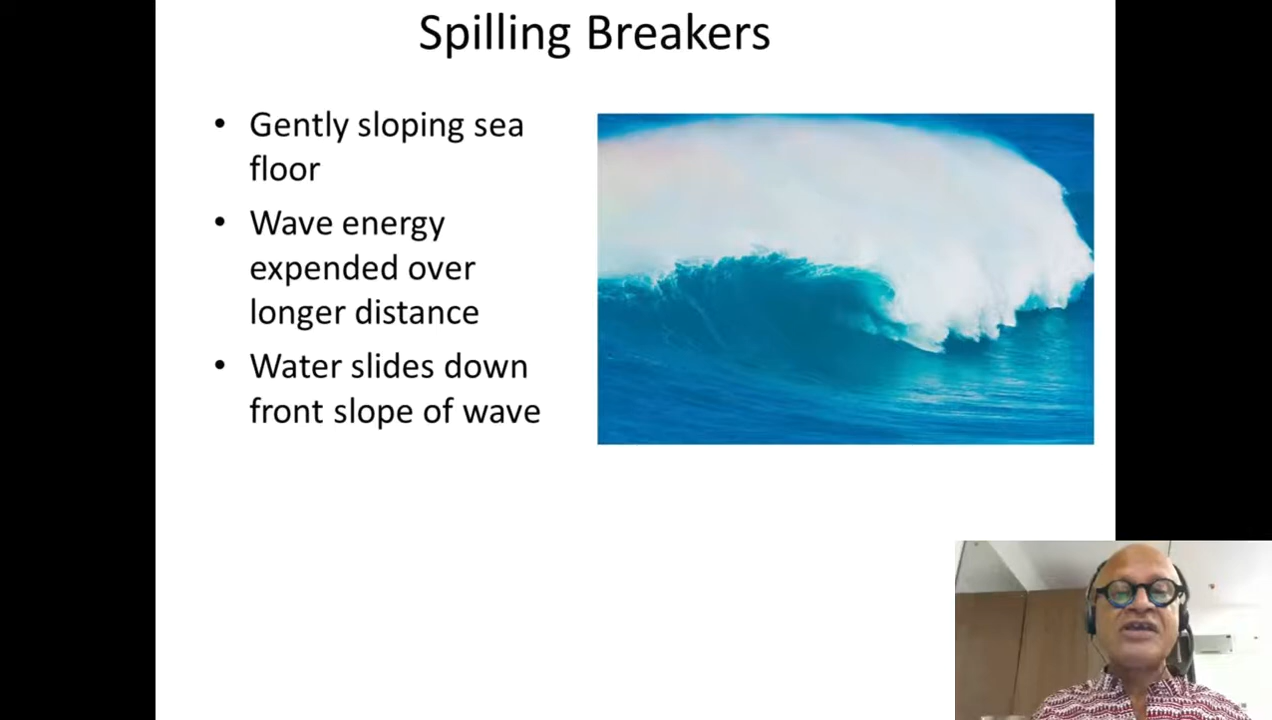 Spilling Breakers
• Gently sloping sea
floor
• Wave energy
expended over
longer distance
• Water slides down
front slope of wave